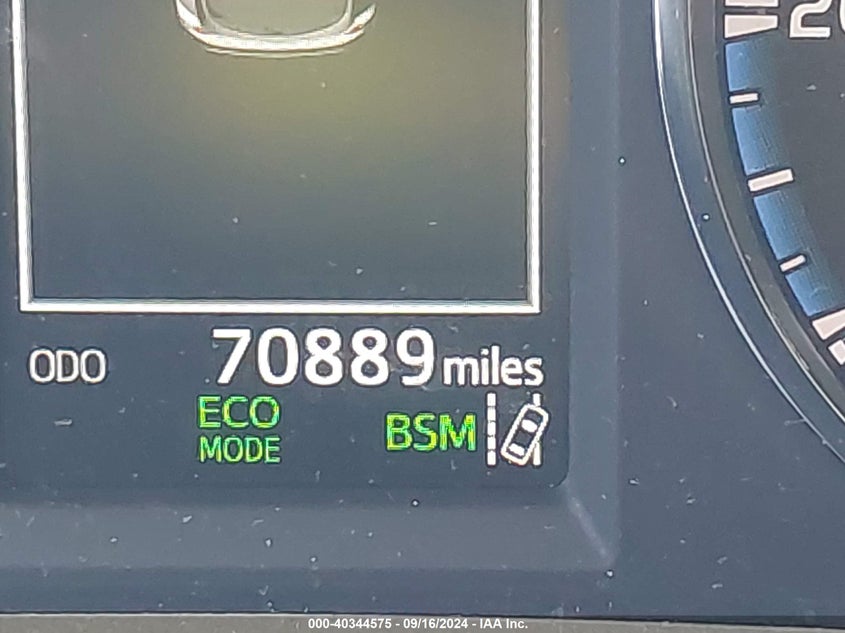 ODO 70889 miles
ECO BSM
MODE
000-40344575 - 09/16/2024 - IAA Inc.